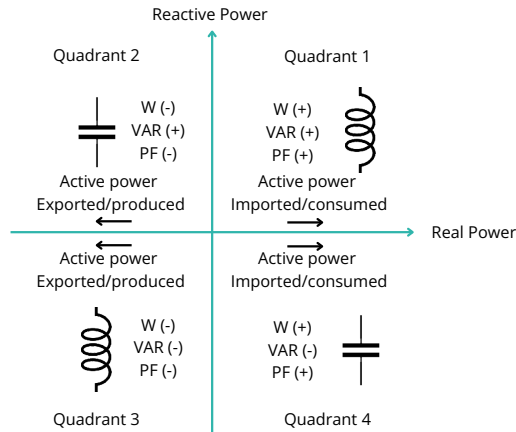 Reactive Power
Quadrant 2
Quadrant 1
W (-)
VAR (+)
PF (-)
W (+)
VAR (+)
PF (+)
Active power
Exported/produced
Active power
Imported/consumed
Real Power
Active power
Exported/produced
Active power
Imported/consumed
W (-)
VAR (-)
PF (-)
W (+)
VAR (-)
PF (+)
Quadrant 3
Quadrant 4